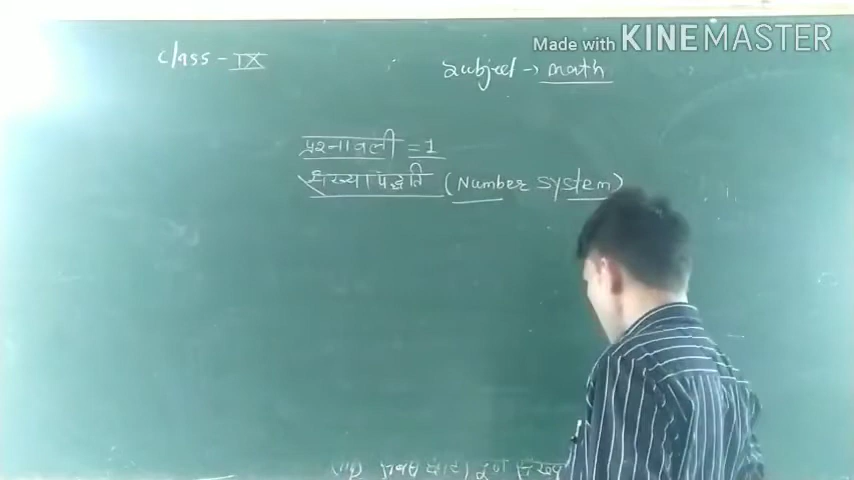 Made with KINEMASTER
class - IX
subject → math
प्रश्नावली = 1
संख्या पद्धति (Number System)